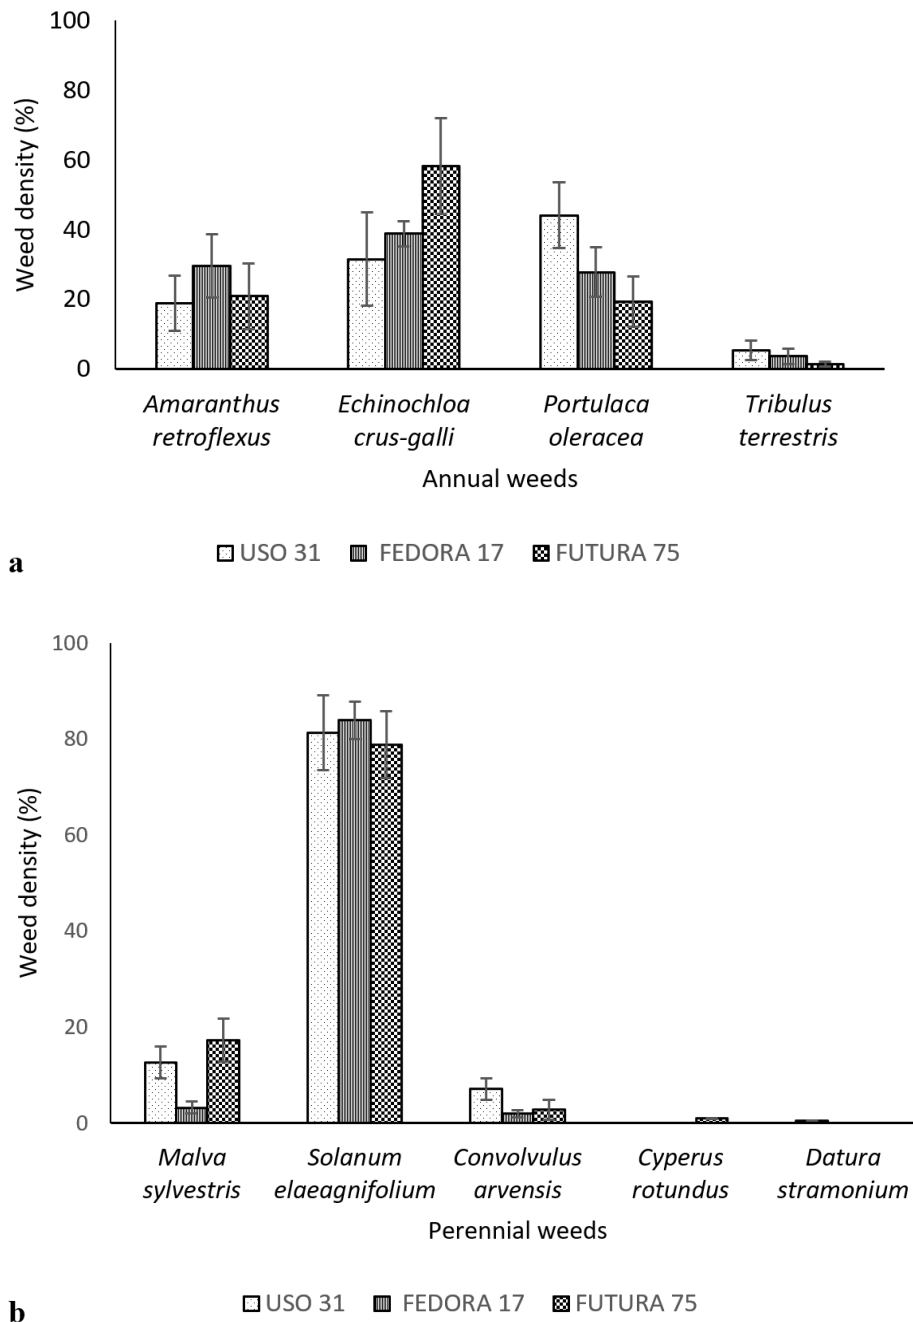 100
80
60
40
20
0
Weed density (%)
Amaranthus retroflexus
Echinochloa crus-galli
Portulaca oleracea
Tribulus terrestris
Annual weeds
USO 31 FEDORA 17 FUTURA 75
a
100
80
60
40
20
0
Weed density (%)
Malva sylvestris
Solanum elaeagnifolium
Convolvulus arvensis
Cyperus rotundus
Datura stramonium
Perennial weeds
USO 31 FEDORA 17 FUTURA 75
b